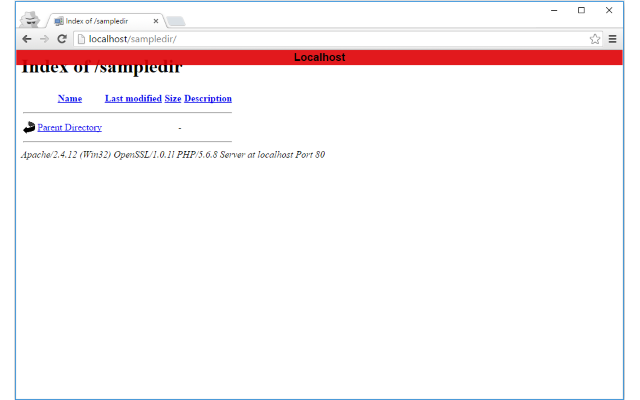 Index of /sampledir
localhost/sampledir/
Localhost
Index of /sampledir
Name Last modified Size Description
Parent Directory -
Apache/2.4.12 (Win32) OpenSSL/1.0.1l PHP/5.6.8 Server at localhost Port 80